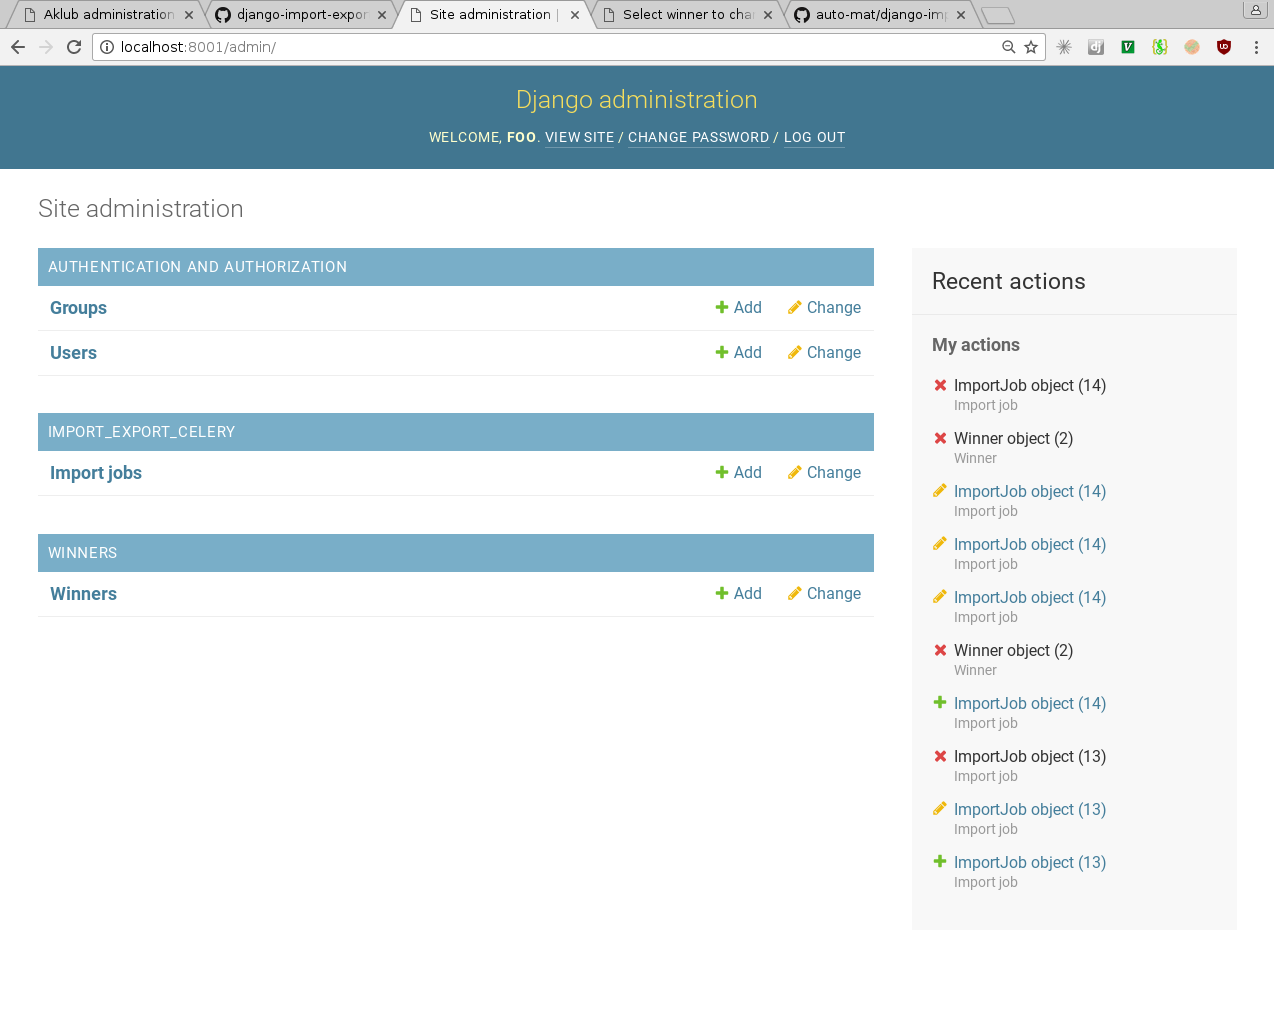 Aklub administration
django-import-expor
Site administration |
Select winner to cha
auto-mat/django-im
localhost:8001/admin/
Django administration
WELCOME, FOO. VIEW SITE / CHANGE PASSWORD / LOG OUT
Site administration
AUTHENTICATION AND AUTHORIZATION
Groups
Add
Change
Users
Add
Change
IMPORT_EXPORT_CELERY
Import jobs
Add
Change
WINNERS
Winners
Add
Change
Recent actions
My actions
ImportJob object (14)
Import job
Winner object (2)
Winner
ImportJob object (14)
Import job
ImportJob object (14)
Import job
ImportJob object (14)
Import job
Winner object (2)
Winner
ImportJob object (14)
Import job
ImportJob object (13)
Import job
ImportJob object (13)
Import job
ImportJob object (13)
Import job